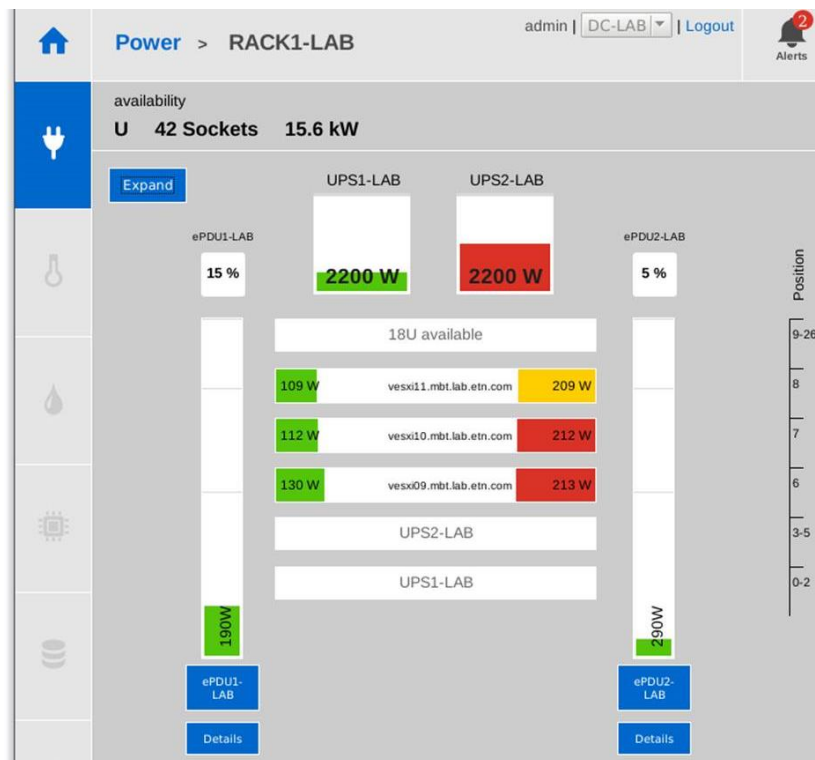 Power > RACK1-LAB
admin | DC-LAB | Logout
2
Alerts
availability
U 42 Sockets 15.6 kW
Expand
UPS1-LAB
UPS2-LAB
2200 W
2200 W
ePDU1-LAB
15 %
ePDU2-LAB
5 %
Position
18U available
9-26
109 W vesxi11.mbt.lab.etn.com 209 W
8
112 W vesxi10.mbt.lab.etn.com 212 W
7
130 W vesxi09.mbt.lab.etn.com 213 W
6
UPS2-LAB
3-5
UPS1-LAB
0-2
190W
290W
ePDU1-
LAB
ePDU2-
LAB
Details
Details